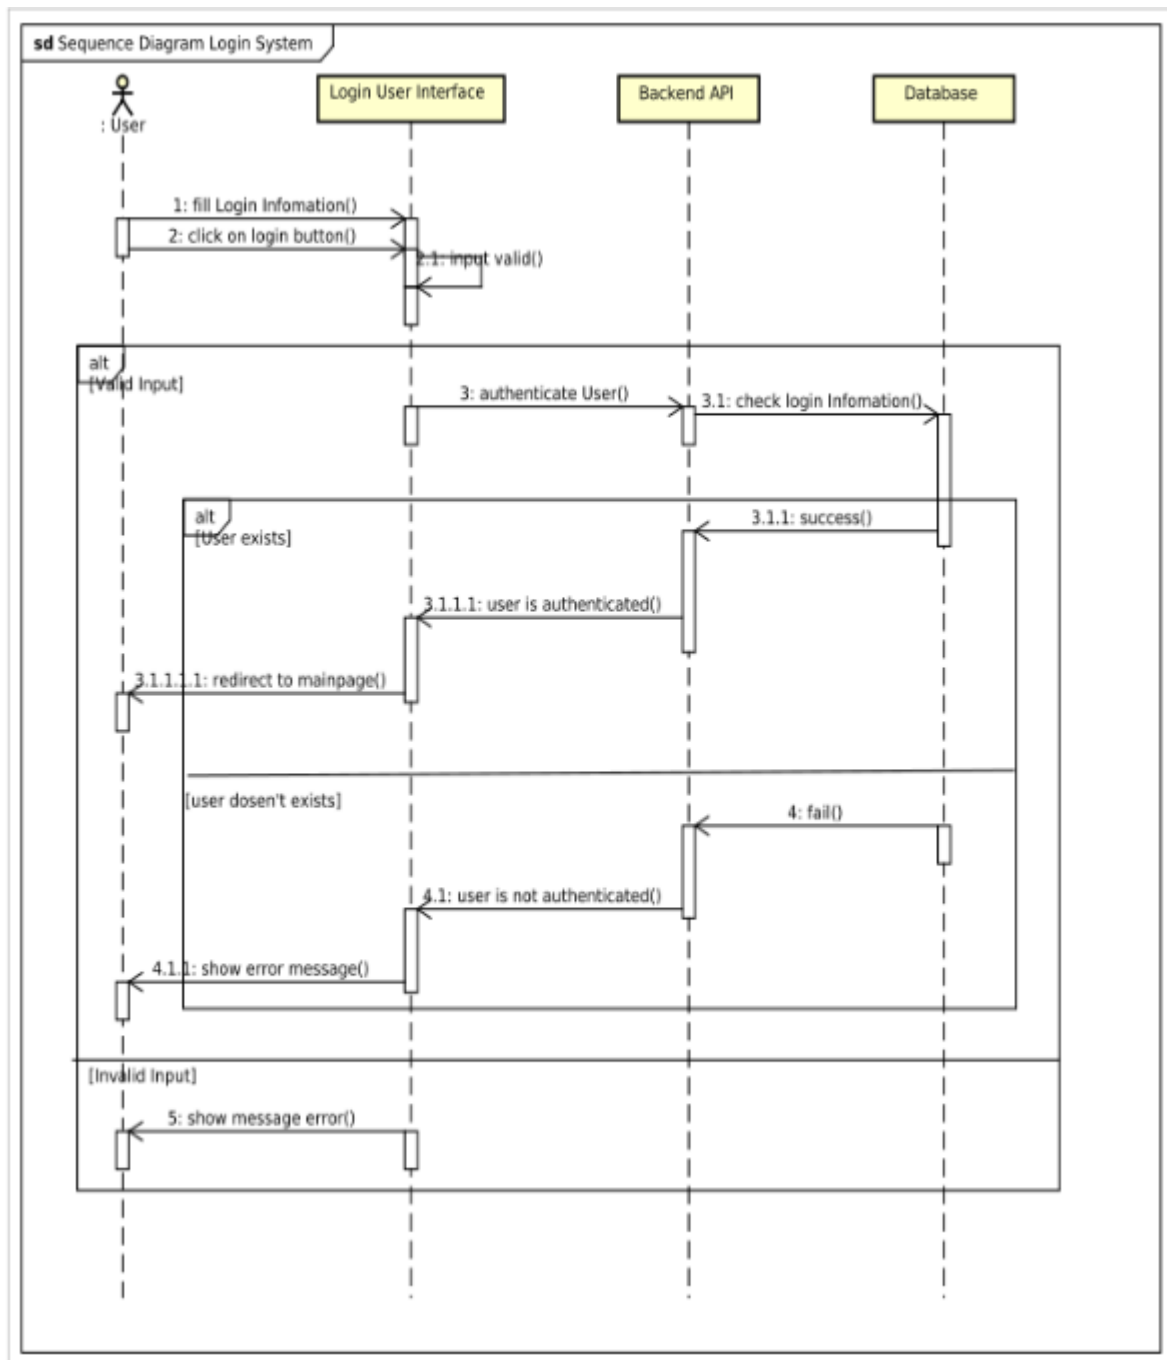 sd Sequence Diagram Login System
Login User Interface
Backend API
Database
: User
1: fill Login Infomation()
2: click on login button()
2.1: input valid()
alt
[Valid Input]
3: authenticate User()
3.1: check login Infomation()
alt
[User exists]
3.1.1: success()
3.1.1.1: user is authenticated()
3.1.1.1.1: redirect to mainpage()
[user dosen't exists]
4: fail()
4.1: user is not authenticated()
4.1.1: show error message()
[Invalid Input]
5: show message error()